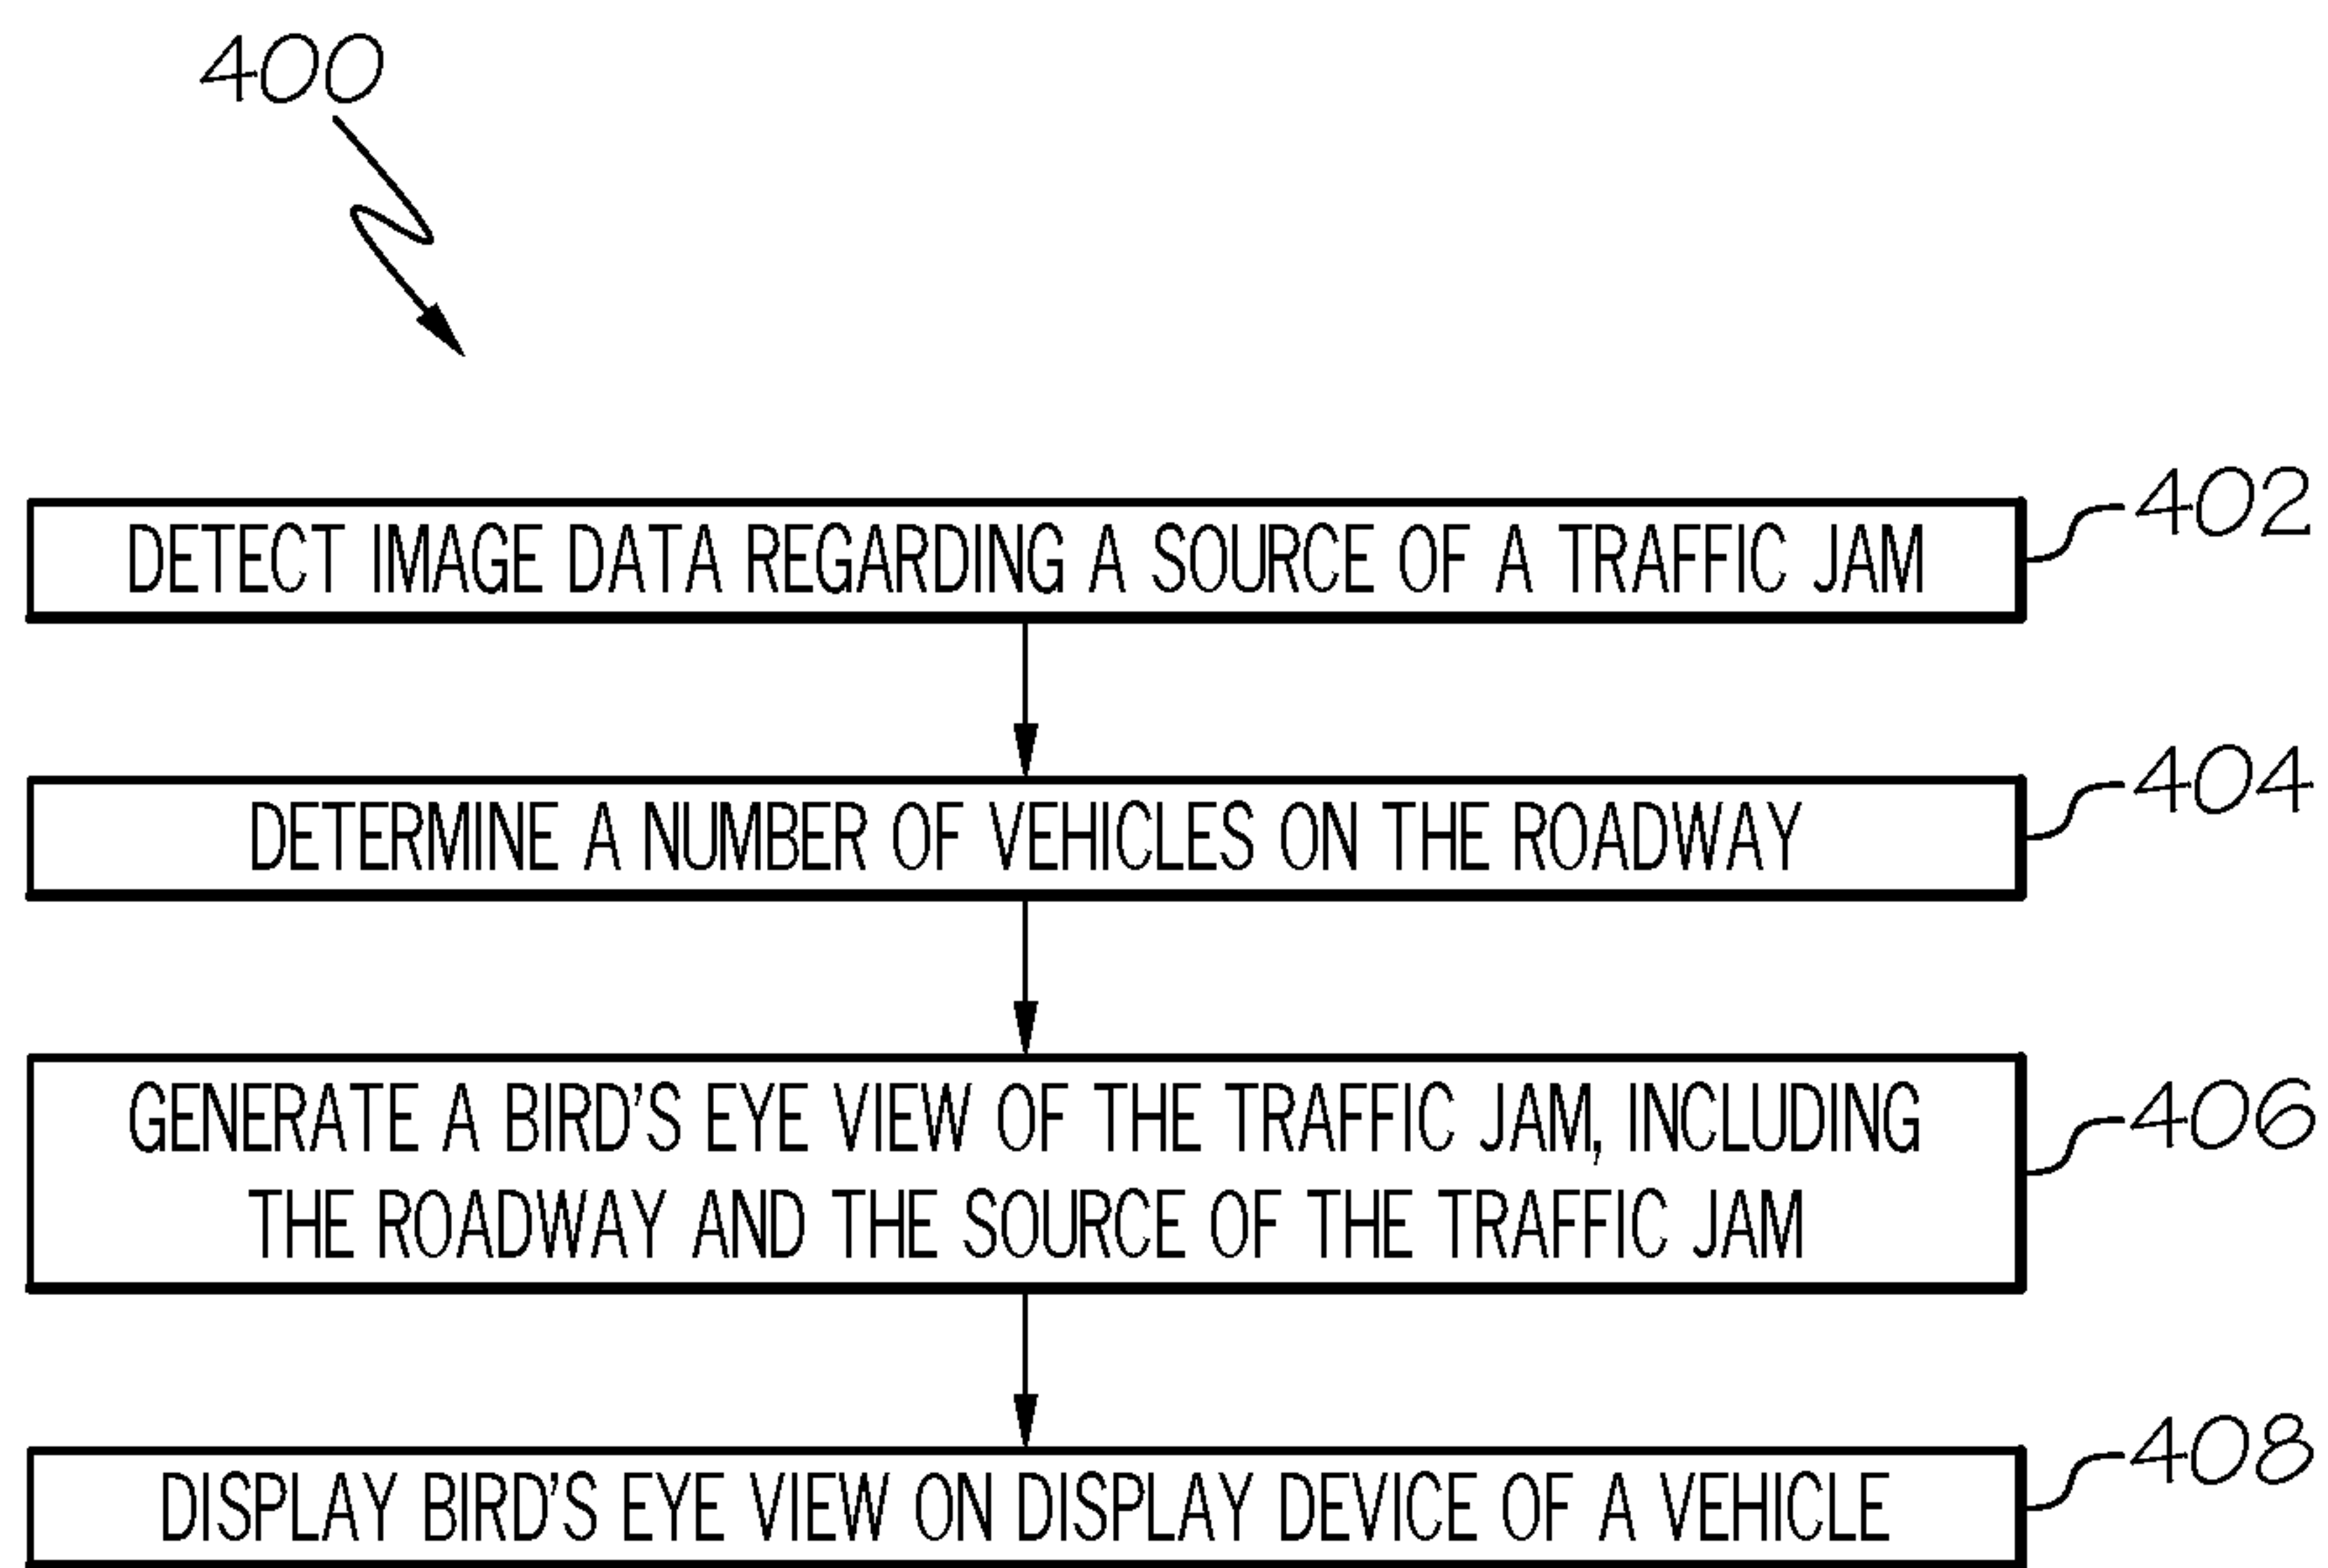 400
DETECT IMAGE DATA REGARDING A SOURCE OF A TRAFFIC JAM
402
DETERMINE A NUMBER OF VEHICLES ON THE ROADWAY
404
GENERATE A BIRD'S EYE VIEW OF THE TRAFFIC JAM, INCLUDING
THE ROADWAY AND THE SOURCE OF THE TRAFFIC JAM
406
DISPLAY BIRD'S EYE VIEW ON DISPLAY DEVICE OF A VEHICLE
408